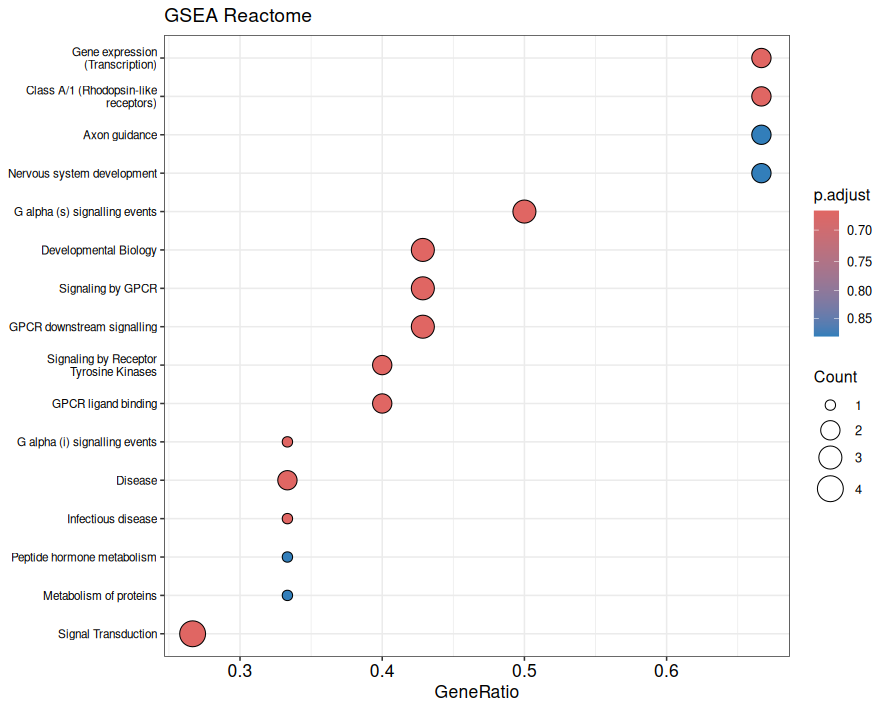 GSEA Reactome
Gene expression
(Transcription)
Class A/1 (Rhodopsin-like
receptors)
Axon guidance
Nervous system development
G alpha (s) signalling events
Developmental Biology
Signaling by GPCR
GPCR downstream signalling
Signaling by Receptor
Tyrosine Kinases
GPCR ligand binding
G alpha (i) signalling events
Disease
Infectious disease
Peptide hormone metabolism
Metabolism of proteins
Signal Transduction
0.3
0.4
0.5
0.6
GeneRatio
p.adjust
0.70
0.75
0.80
0.85
Count
1
2
3
4